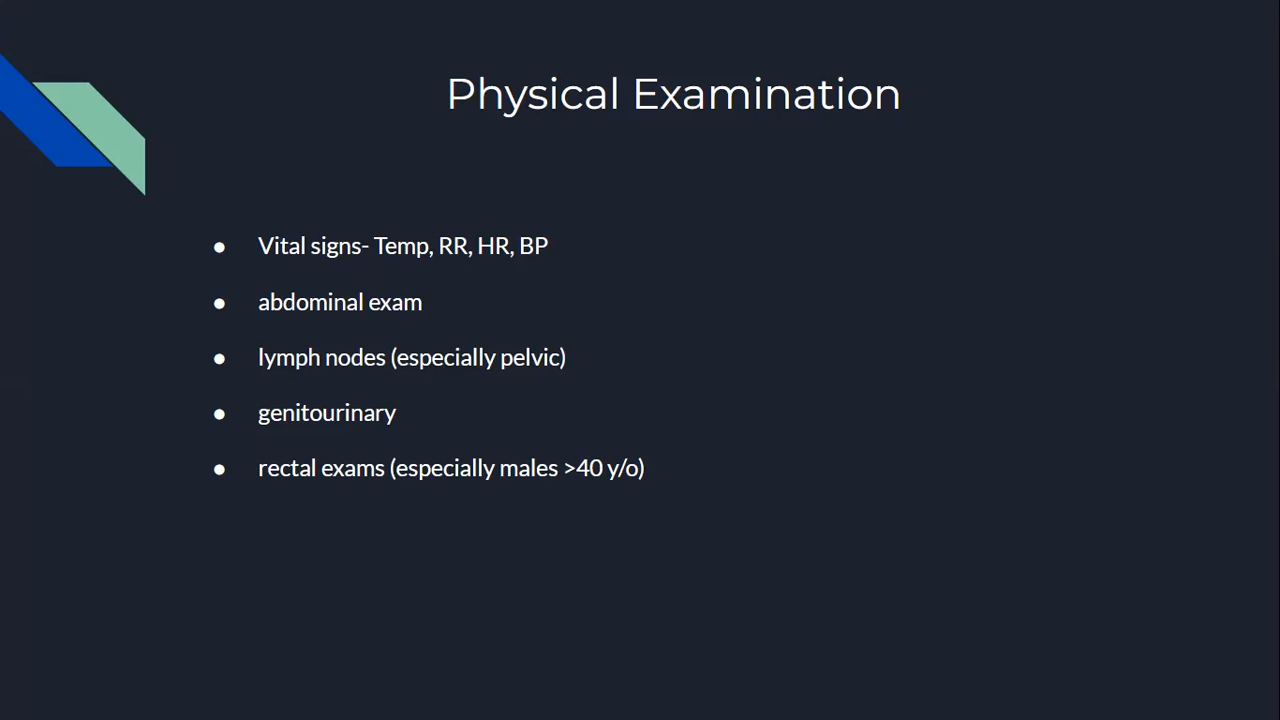 Physical Examination
● Vital signs- Temp, RR, HR, BP
● abdominal exam
● lymph nodes (especially pelvic)
● genitourinary
● rectal exams (especially males >40 y/o)